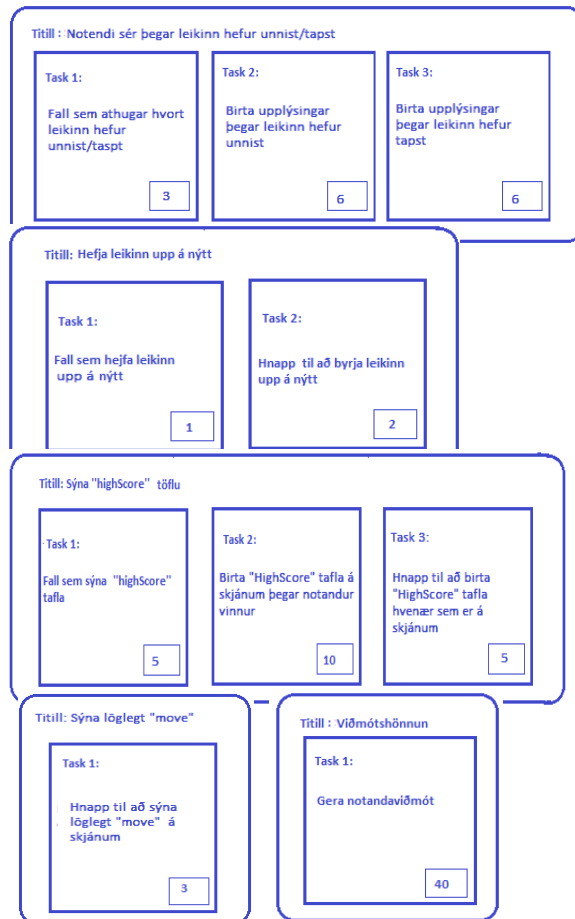 Titill : Notendi sér þegar leikinn hefur unnist/tapst
Task 1:
Fall sem athugar hvort
leikinn hefur
unnist/taspt
3
Task 2:
Birta upplýsingar
þegar leikinn hefur
unnist
6
Task 3:
Birta upplýsingar
þegar leikinn hefur
tapst
6
Titill: Hefja leikinn upp á nýtt
Task 1:
Fall sem hejfa leikinn
upp á nýtt
1
Task 2:
Hnapp til að byrja leikinn
upp á nýtt
2
Titill: Sýna "highScore" töflu
Task 1:
Fall sem sýna "highScore"
tafla
5
Task 2:
Birta "HighScore" tafla á
skjánum þegar notandur
vinnur
10
Task 3:
Hnapp til að birta
"HighScore" tafla
hvenær sem er á
skjánum
5
Titill: Sýna löglegt "move"
Task 1:
Hnapp til að sýna
löglegt "move" á
skjánum
3
Titill : Viðmótshönnun
Task 1:
Gera notandaviðmót
40